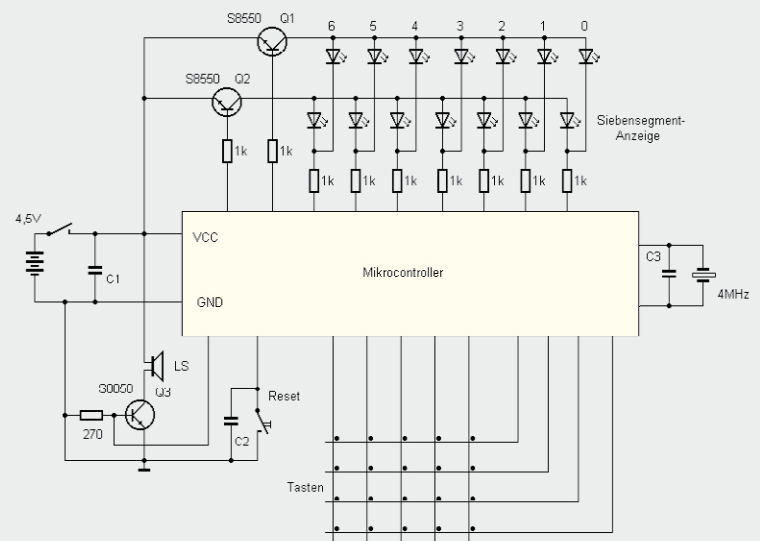 S8550 Q1
6 5 4 3 2 1 0
S8550 Q2
Siebensegment-
Anzeige
1k 1k
1k 1k 1k 1k 1k 1k 1k
4,5V
VCC
C1
Mikrocontroller
C3
4MHz
GND
LS
S0050 Q3
Reset
270
C2
Tasten